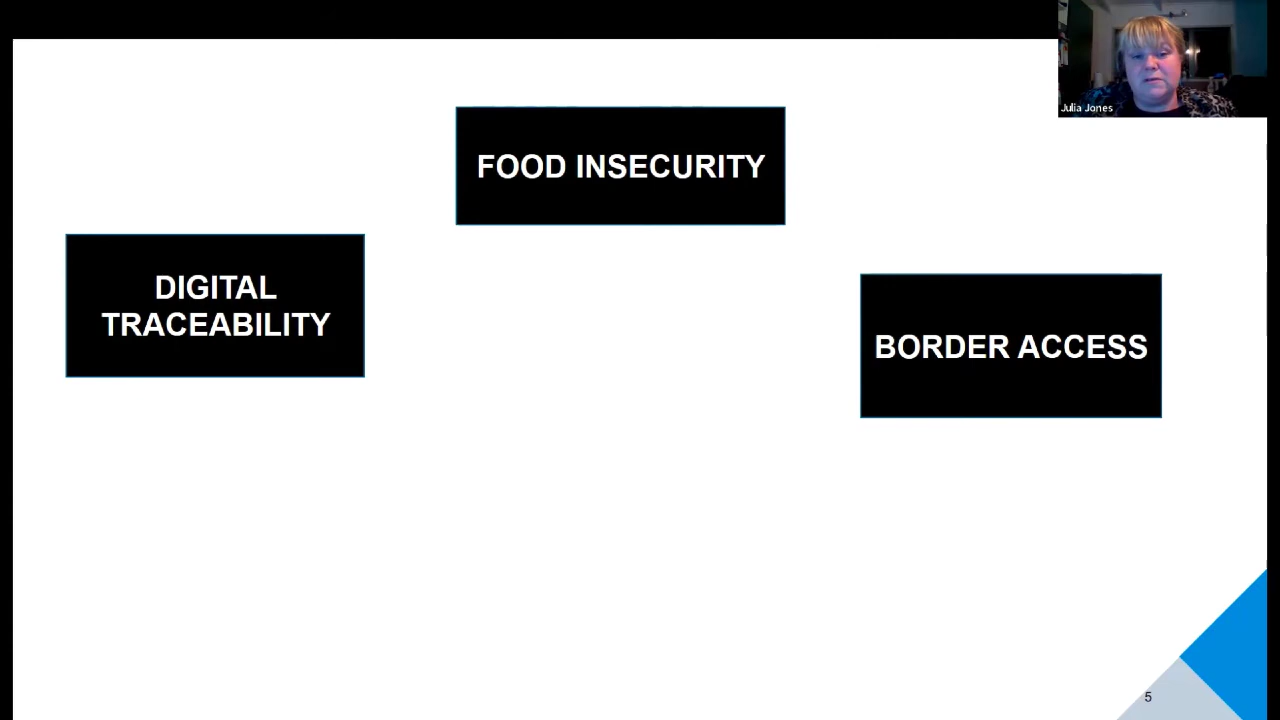 Julia Jones
FOOD INSECURITY
DIGITAL
TRACEABILITY
BORDER ACCESS
5